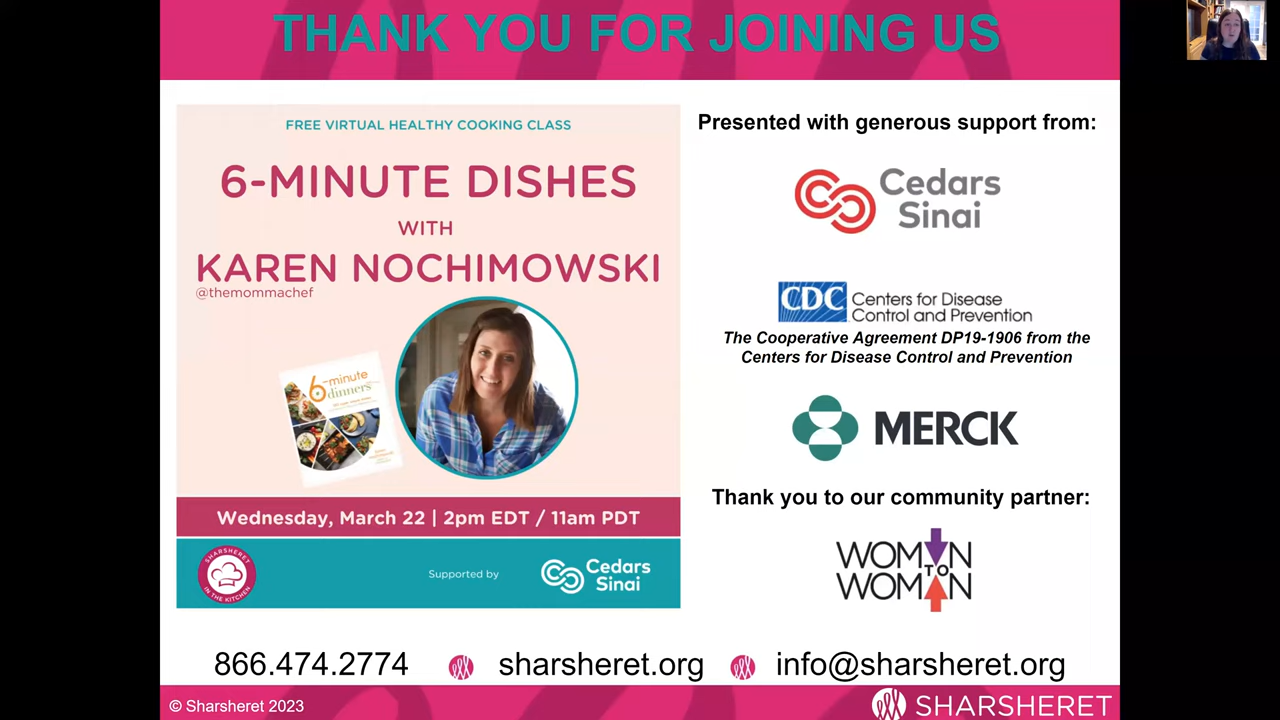 THANK YOU FOR JOINING US
FREE VIRTUAL HEALTHY COOKING CLASS
6-MINUTE DISHES
WITH
KAREN NOCHIMOWSKI
@themommachef
6-minute
dinners
Wednesday, March 22 | 2pm EDT / 11am PDT
SHARSHERET
IN THE KITCHEN
Supported by
Cedars
Sinai
Presented with generous support from:
Cedars
Sinai
CDC Centers for Disease
Control and Prevention
The Cooperative Agreement DP19-1906 from the
Centers for Disease Control and Prevention
MERCK
Thank you to our community partner:
WOMAN
TO
WOMAN
866.474.2774 sharsheret.org info@sharsheret.org
© Sharsheret 2023
SHARSHERET